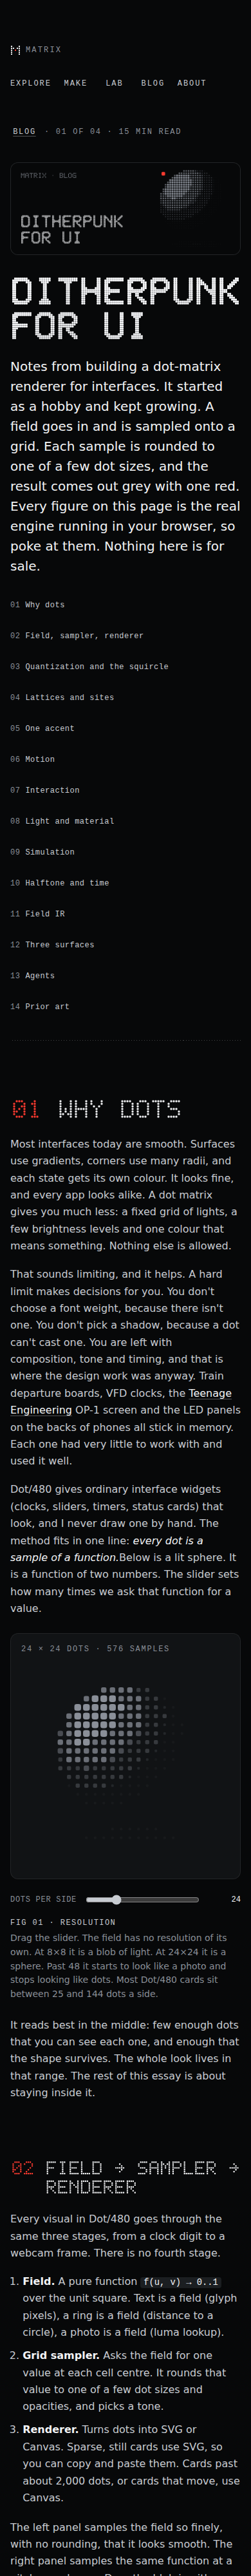 MATRIX
EXPLORE MAKE LAB BLOG ABOUT
BLOG · 01 OF 04 · 15 MIN READ
MATRIX · BLOG
DITHERPUNK
FOR UI
DITHERPUNK
FOR UI
Notes from building a dot-matrix
renderer for interfaces. It started
as a hobby and kept growing. A
field goes in and is sampled onto a
grid. Each sample is rounded to
one of a few dot sizes, and the
result comes out grey with one red.
Every figure on this page is the real
engine running in your browser, so
poke at them. Nothing here is for
sale.
01 Why dots
02 Field, sampler, renderer
03 Quantization and the squircle
04 Lattices and sites
05 One accent
06 Motion
07 Interaction
08 Light and material
09 Simulation
10 Halftone and time
11 Field IR
12 Three surfaces
13 Agents
14 Prior art
01 WHY DOTS
Most interfaces today are smooth. Surfaces
use gradients, corners use many radii, and
each state gets its own colour. It looks fine,
and every app looks alike. A dot matrix
gives you much less: a fixed grid of lights, a
few brightness levels and one colour that
means something. Nothing else is allowed.
That sounds limiting, and it helps. A hard
limit makes decisions for you. You don't
choose a font weight, because there isn't
one. You don't pick a shadow, because a dot
can't cast one. You are left with
composition, tone and timing, and that is
where the design work was anyway. Train
departure boards, VFD clocks, the Teenage
Engineering OP-1 screen and the LED panels
on the backs of phones all stick in memory.
Each one had very little to work with and
used it well.
Dot/480 gives ordinary interface widgets
(clocks, sliders, timers, status cards) that
look, and I never draw one by hand. The
method fits in one line: every dot is a
sample of a function.Below is a lit sphere. It
is a function of two numbers. The slider sets
how many times we ask that function for a
value.
24 × 24 DOTS · 576 SAMPLES
DOTS PER SIDE 24
FIG 01 · RESOLUTION
Drag the slider. The field has no resolution of its
own. At 8×8 it is a blob of light. At 24×24 it is a
sphere. Past 48 it starts to look like a photo and
stops looking like dots. Most Dot/480 cards sit
between 25 and 144 dots a side.
It reads best in the middle: few enough dots
that you can see each one, and enough that
the shape survives. The whole look lives in
that range. The rest of this essay is about
staying inside it.
02 FIELD → SAMPLER →
RENDERER
Every visual in Dot/480 goes through the
same three stages, from a clock digit to a
webcam frame. There is no fourth stage.
1. Field. A pure function f(u, v) → 0..1
over the unit square. Text is a field (glyph
pixels), a ring is a field (distance to a
circle), a photo is a field (luma lookup).
2. Grid sampler. Asks the field for one
value at each cell centre. It rounds that
value to one of a few dot sizes and
opacities, and picks a tone.
3. Renderer. Turns dots into SVG or
Canvas. Sparse, still cards use SVG, so
you can copy and paste them. Cards past
about 2,000 dots, or cards that move, use
Canvas.
The left panel samples the field so finely,
with no rounding, that it looks smooth. The
right panel samples the same function at a